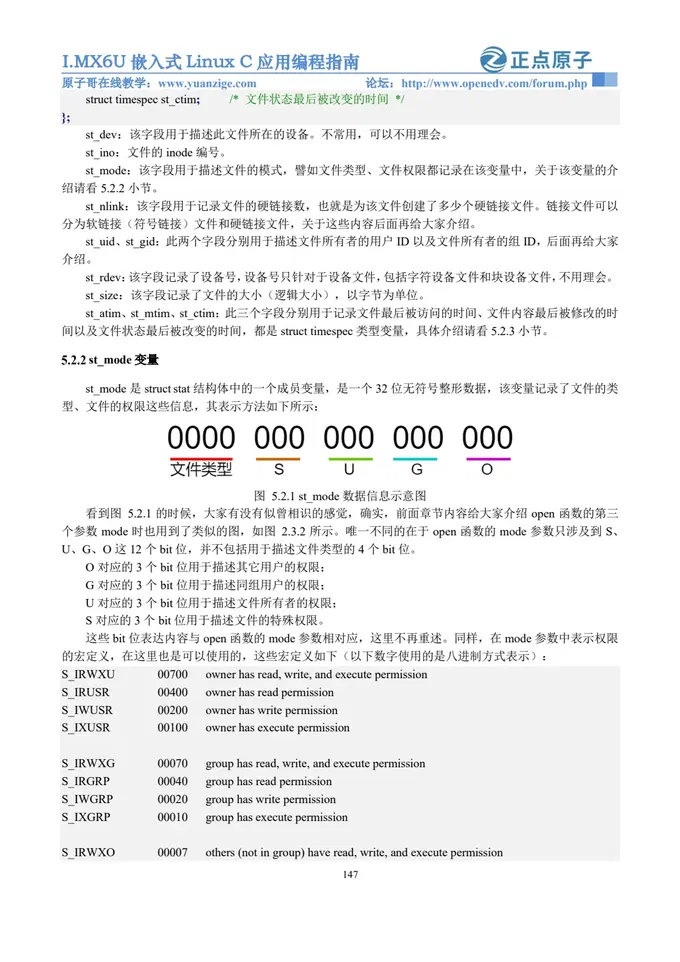 I.MX6U 嵌入式 Linux C 应用编程指南
正点原子
原子哥在线教学：www.yuanzige.com 论坛：http://www.openedv.com/forum.php
struct timespec st_ctim; /* 文件状态最后被改变的时间 */
};
st_dev：该字段用于描述此文件所在的设备。不常用，可以不用理会。
st_ino：文件的 inode 编号。
st_mode：该字段用于描述文件的模式，譬如文件类型、文件权限都记录在该变量中，关于该变量的介
绍请看 5.2.2 小节。
st_nlink：该字段用于记录文件的硬链接数，也就是为该文件创建了多少个硬链接文件。链接文件可以
分为软链接（符号链接）文件和硬链接文件，关于这些内容后面再给大家介绍。
st_uid、st_gid：此两个字段分别用于描述文件所有者的用户 ID 以及文件所有者的组 ID，后面再给大家
介绍。
st_rdev：该字段记录了设备号，设备号只针对于设备文件，包括字符设备文件和块设备文件，不用理会。
st_size：该字段记录了文件的大小（逻辑大小），以字节为单位。
st_atim、st_mtim、st_ctim：此三个字段分别用于记录文件最后被访问的时间、文件内容最后被修改的时
间以及文件状态最后被改变的时间，都是 struct timespec 类型变量，具体介绍请看 5.2.3 小节。
5.2.2 st_mode 变量
st_mode 是 struct stat 结构体中的一个成员变量，是一个 32 位无符号整形数据，该变量记录了文件的类
型、文件的权限这些信息，其表示方法如下所示：
0000 000 000 000 000
文件类型 S U G O
图 5.2.1 st_mode 数据信息示意图
看到图 5.2.1 的时候，大家有没有似曾相识的感觉，确实，前面章节内容给大家介绍 open 函数的第三
个参数 mode 时也用到了类似的图，如图 2.3.2 所示。唯一不同的在于 open 函数的 mode 参数只涉及到 S、
U、G、O 这 12 个 bit 位，并不包括用于描述文件类型的 4 个 bit 位。
O 对应的 3 个 bit 位用于描述其它用户的权限；
G 对应的 3 个 bit 位用于描述同组用户的权限；
U 对应的 3 个 bit 位用于描述文件所有者的权限；
S 对应的 3 个 bit 位用于描述文件的特殊权限。
这些 bit 位表达内容与 open 函数的 mode 参数相对应，这里不再重述。同样，在 mode 参数中表示权限
的宏定义，在这里也是可以使用的，这些宏定义如下（以下数字使用的是八进制方式表示）：
S_IRWXU 00700 owner has read, write, and execute permission
S_IRUSR 00400 owner has read permission
S_IWUSR 00200 owner has write permission
S_IXUSR 00100 owner has execute permission
S_IRWXG 00070 group has read, write, and execute permission
S_IRGRP 00040 group has read permission
S_IWGRP 00020 group has write permission
S_IXGRP 00010 group has execute permission
S_IRWXO 00007 others (not in group) have read, write, and execute permission
147